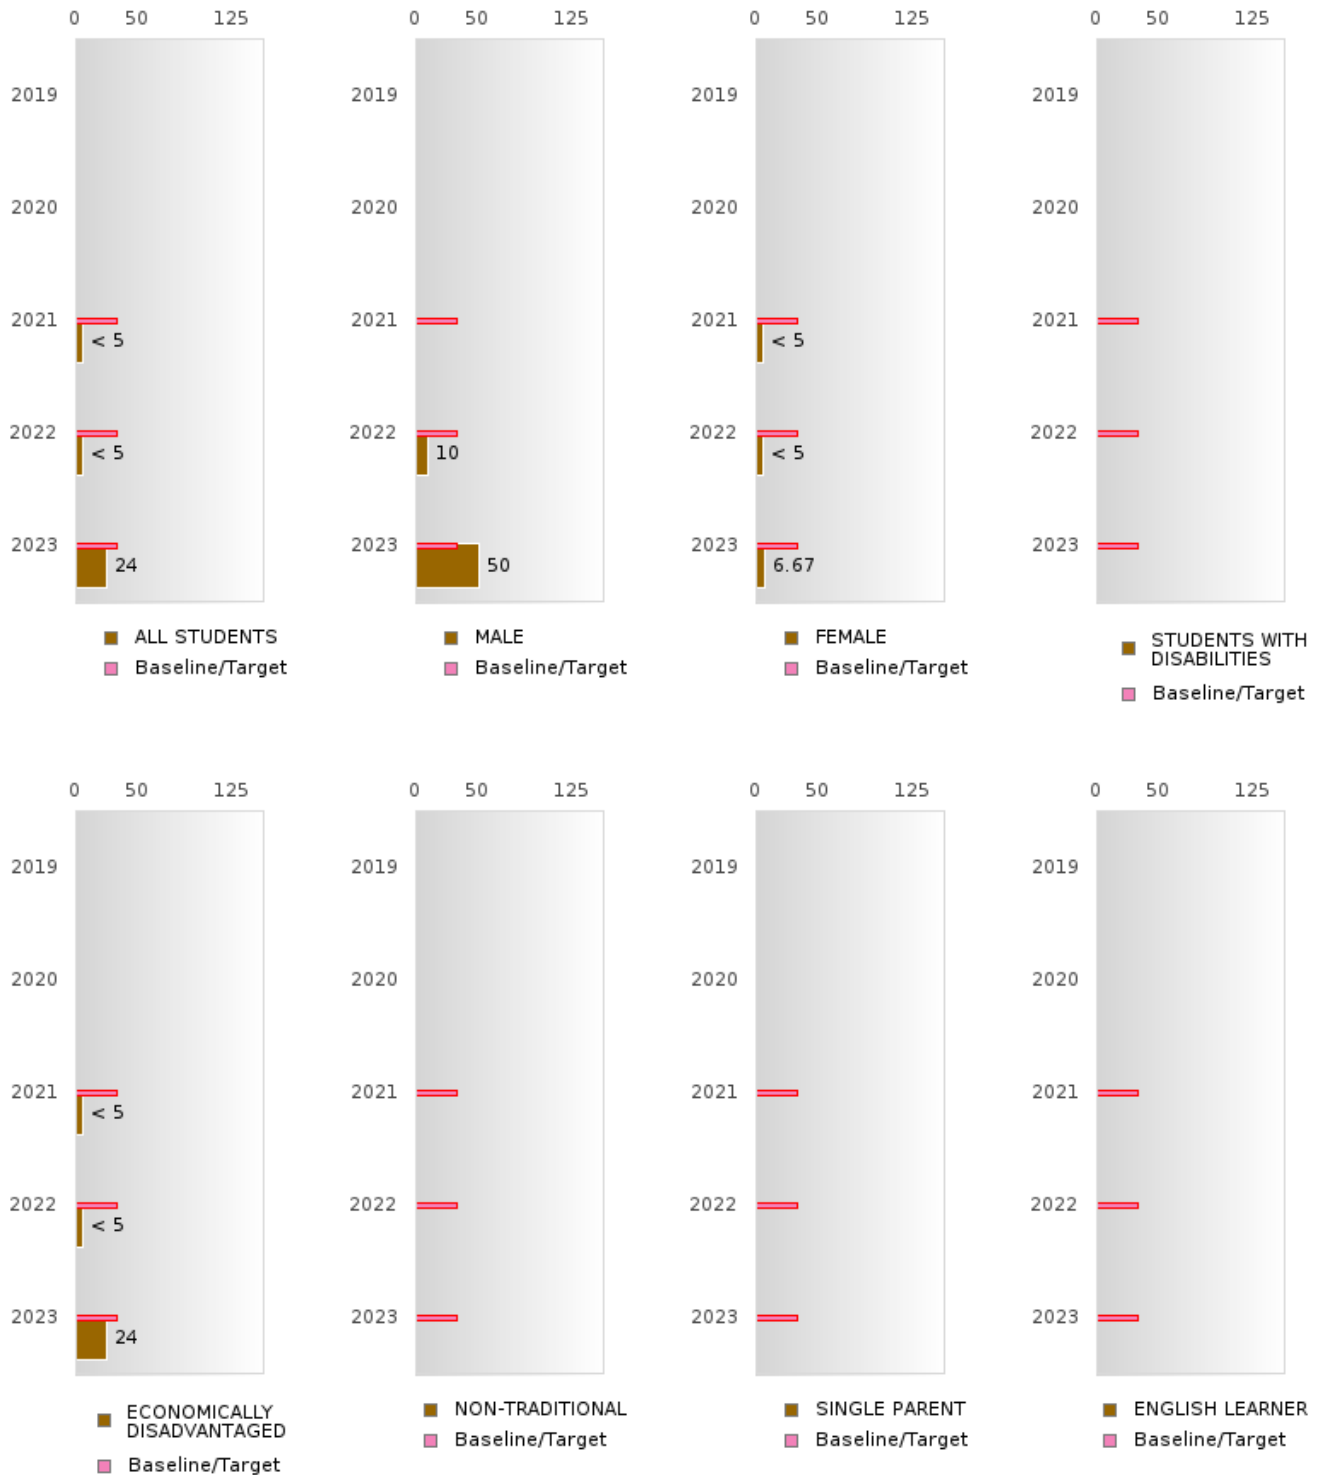 0 50 125 0 50 125 0 50 125 0 50 125
2019 2019 2019 2019
2020 2020 2020 2020
2021 2021 2021 2021
< 5 < 5
2022 2022 2022 2022
< 5 10 < 5
2023 2023 2023 2023
24 50 6.67
ALL STUDENTS MALE FEMALE STUDENTS WITH
DISABILITIES
Baseline/Target Baseline/Target Baseline/Target Baseline/Target
0 50 125 0 50 125 0 50 125 0 50 125
2019 2019 2019 2019
2020 2020 2020 2020
2021 2021 2021 2021
< 5
2022 2022 2022 2022
< 5
2023 2023 2023 2023
24
ECONOMICALLY NON-TRADITIONAL SINGLE PARENT ENGLISH LEARNER
DISADVANTAGED
Baseline/Target Baseline/Target Baseline/Target Baseline/Target